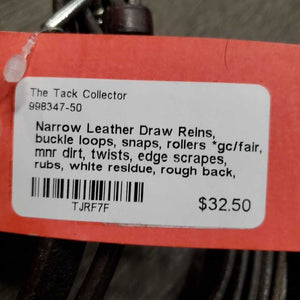 The Tack Collector
998347-50
Narrow Leather Draw Reins,
buckle loops, snaps, rollers *gc/fair,
mnr dirt, twists, edge scrapes,
rubs, white residue, rough back,
TJRF7F
$32.50